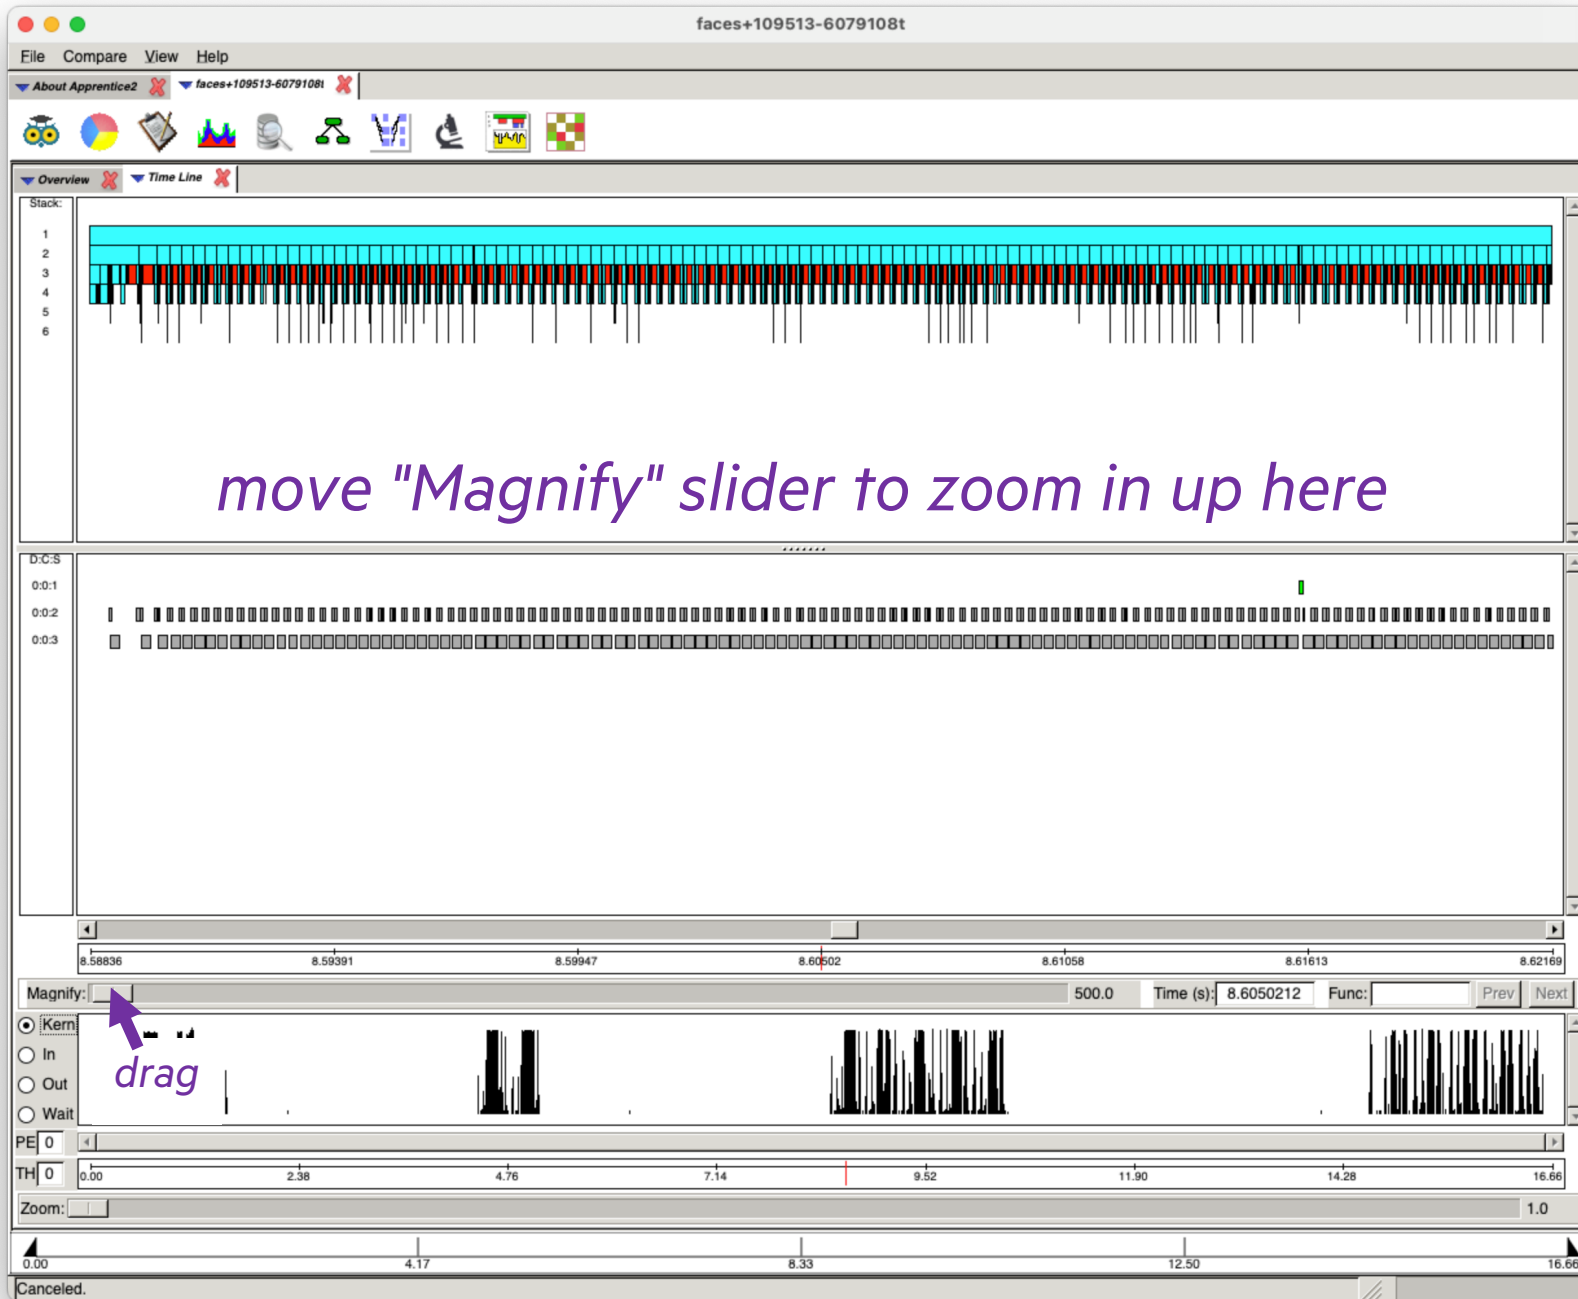 faces+109513-6079108t
File Compare View Help
About Apprentice2 faces+109513-6079108t
Overview Time Line
Stack:
1
2
3
4
5
6
move "Magnify" slider to zoom in up here
D:C:S
0:0:1
0:0:2
0:0:3
8.58836 8.59391 8.59947 8.60502 8.61058 8.61613 8.62169
Magnify: 500.0 Time (s): 8.6050212 Func: Prev Next
Kern
In
drag
Out
Wait
PE 0
TH 0 0.00 2.38 4.76 7.14 9.52 11.90 14.28 16.66
Zoom: 1.0
0.00 4.17 8.33 12.50 16.66
Canceled.